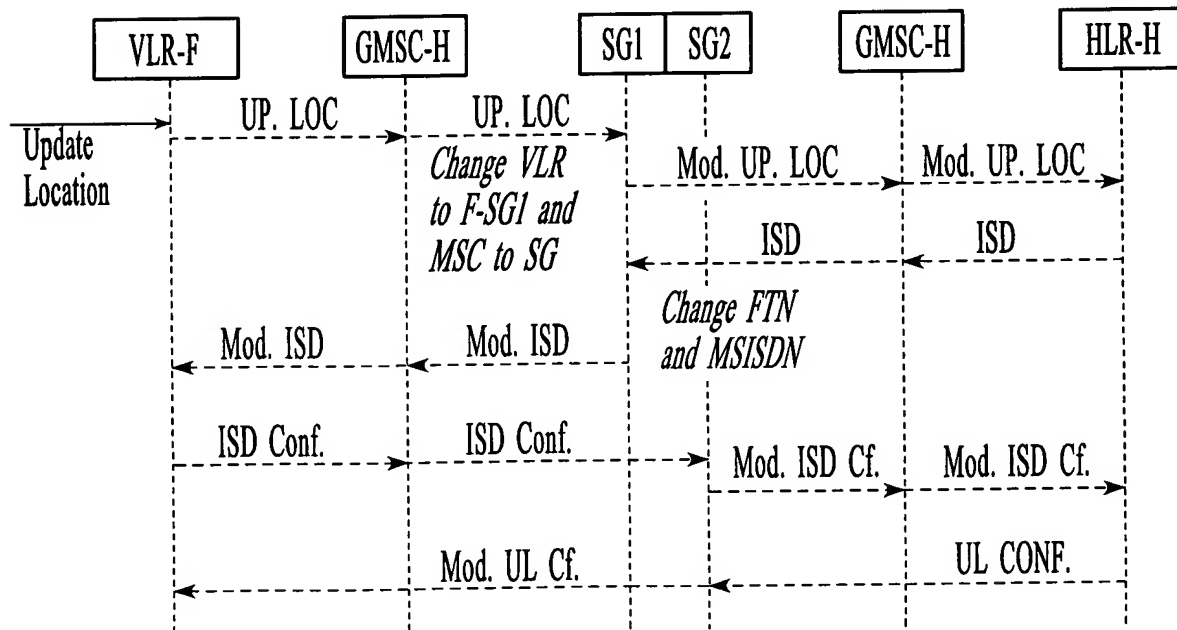 VLR-F GMSC-H SG1 SG2 GMSC-H HLR-H
UP. LOC UP. LOC
Update
Location
Change VLR
to F-SG1 and
MSC to SG
Mod. UP. LOC Mod. UP. LOC
ISD ISD
Change FTN
and MSISDN
Mod. ISD Mod. ISD
ISD Conf. ISD Conf.
Mod. ISD Cf. Mod. ISD Cf.
Mod. UL Cf. UL CONF.